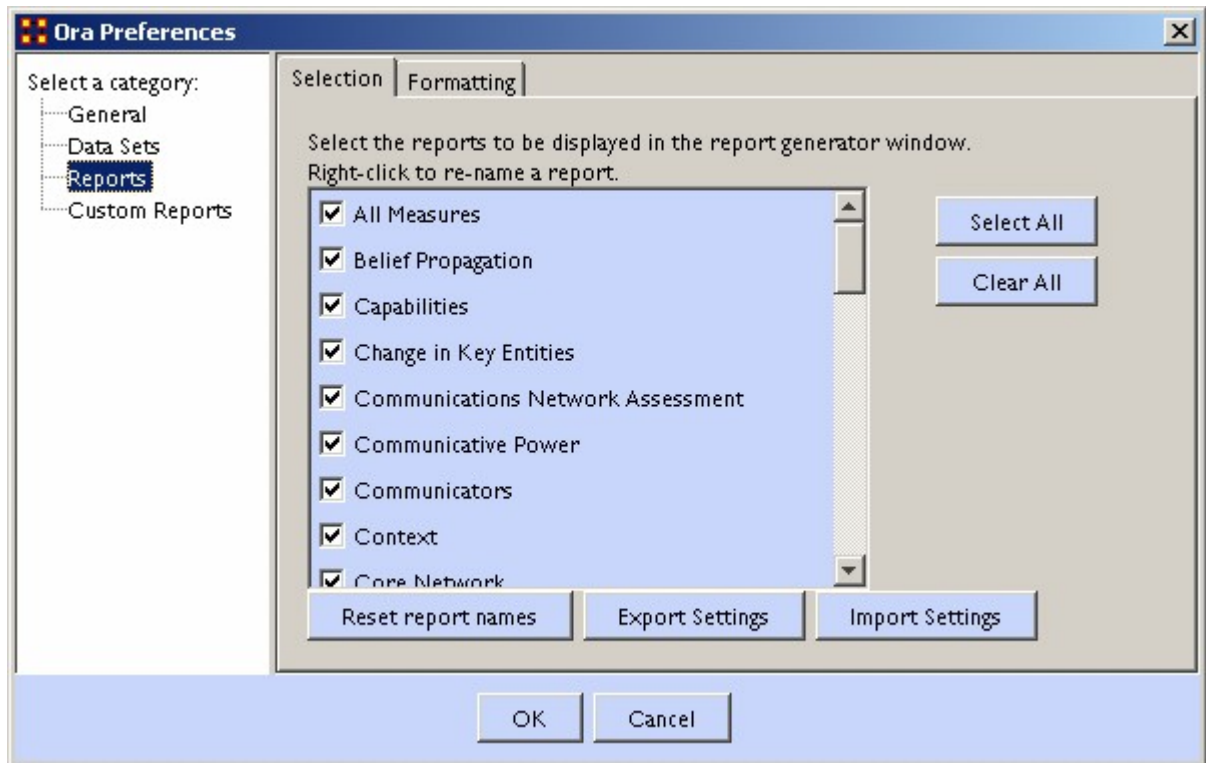 Ora Preferences
Select a category:
General
Data Sets
Reports
Custom Reports
Selection
Formatting
Select the reports to be displayed in the report generator window.
Right-click to re-name a report.
All Measures
Belief Propagation
Capabilities
Change in Key Entities
Communications Network Assessment
Communicative Power
Communicators
Context
Core Network
Select All
Clear All
Reset report names
Export Settings
Import Settings
OK
Cancel